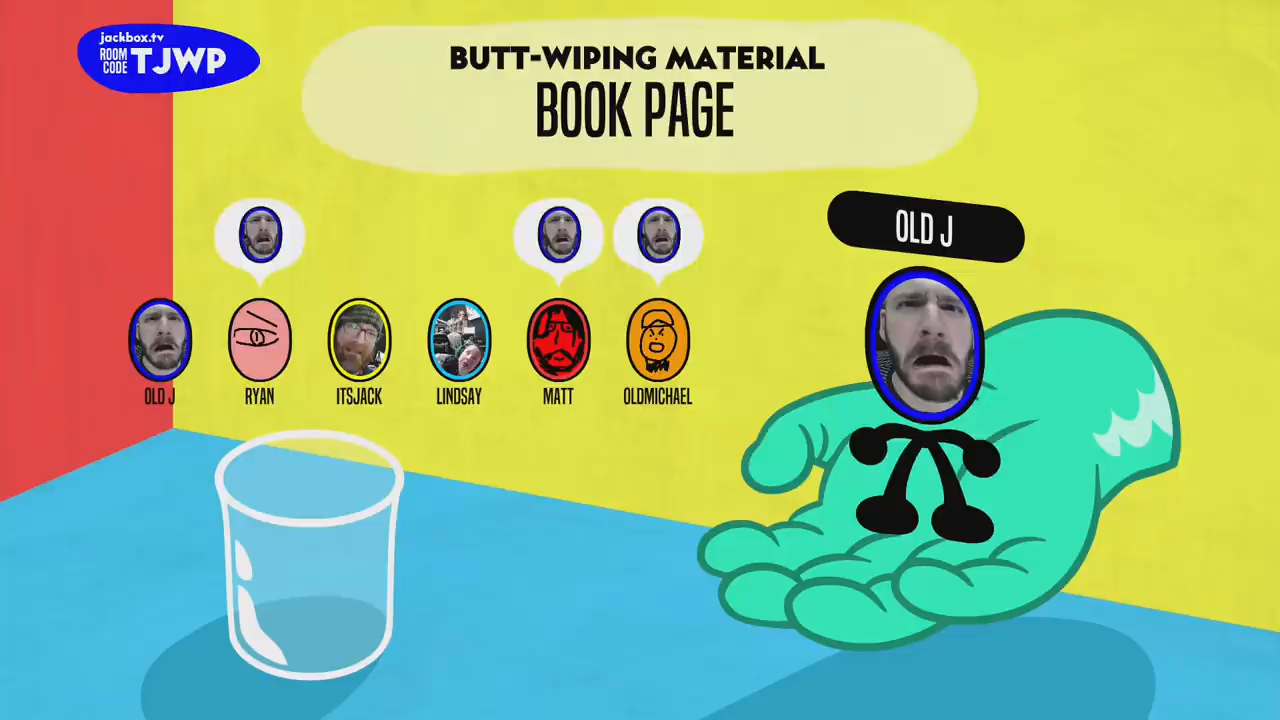 jackbox.tv
ROOM CODE TJWP
BUTT-WIPING MATERIAL
BOOK PAGE
OLD J
OLD J
RYAN
ITSJACK
LINDSAY
MATT
OLDMICHAEL